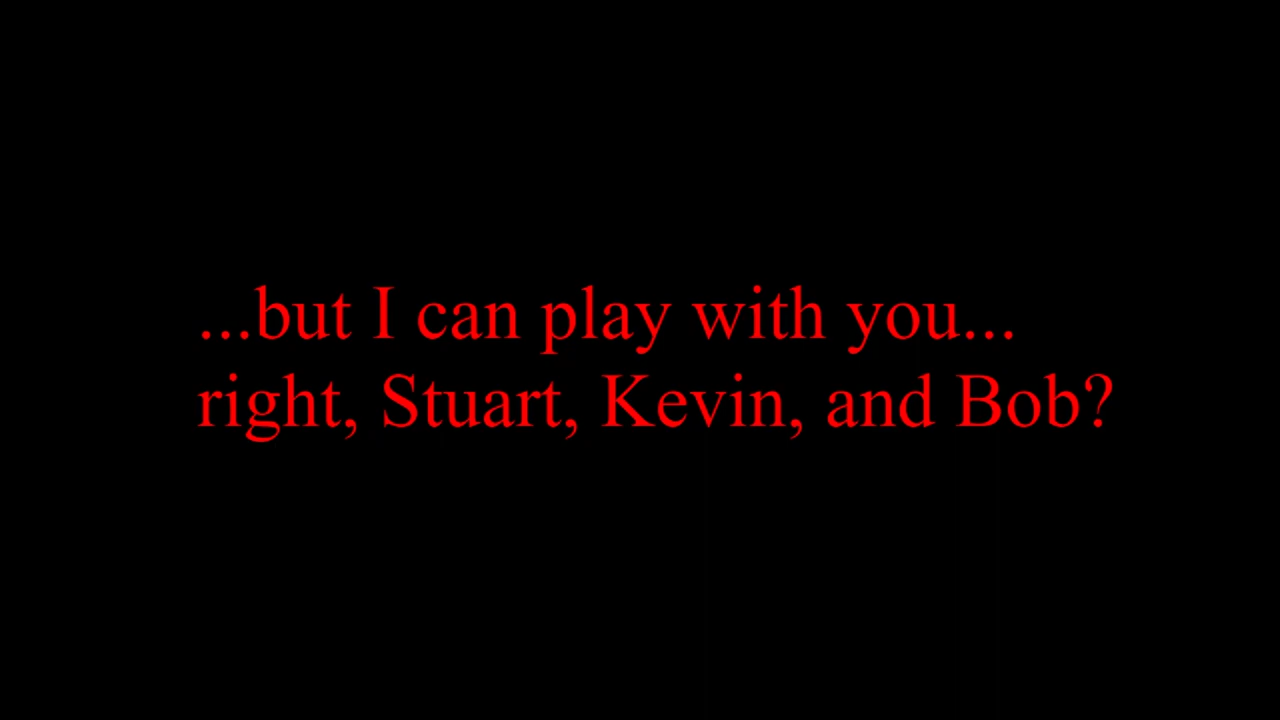 ...but I can play with you...
right, Stuart, Kevin, and Bob?